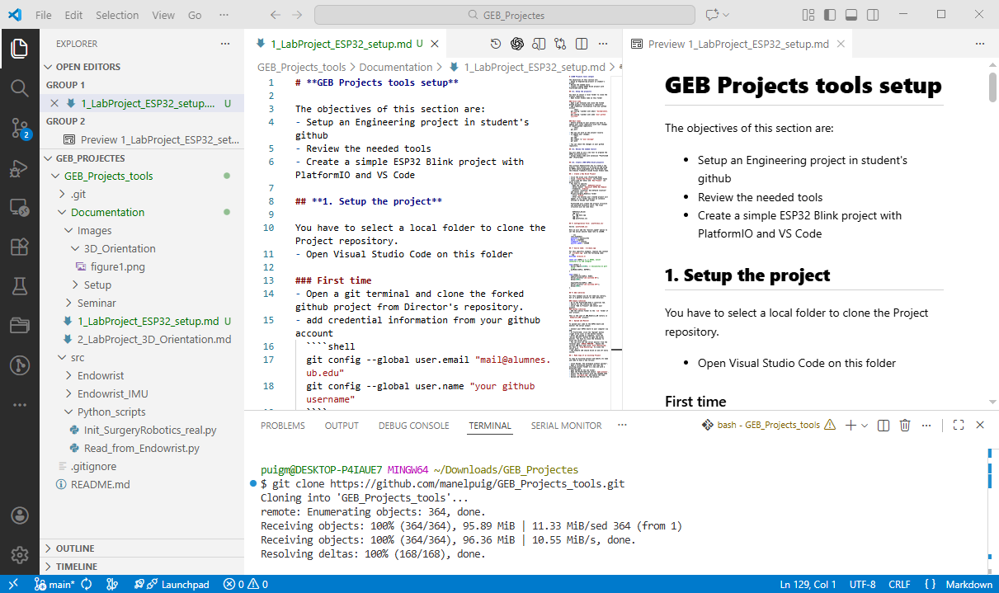 File Edit Selection View Go ··· GEB_Projectes
EXPLORER ···
OPEN EDITORS
GROUP 1
1_LabProject_ESP32_setup.... U
GROUP 2
Preview 1_LabProject_ESP32_set...
GEB_PROJECTES
GEB_Projects_tools
.git
Documentation
Images
3D_Orientation
figure1.png
Setup
Seminar
1_LabProject_ESP32_setup.md U
2_LabProject_3D_Orientation.md
src
Endowrist
Endowrist_IMU
Python_scripts
Init_SurgeryRobotics_real.py
Read_from_Endowrist.py
.gitignore
README.md
OUTLINE
TIMELINE
2
1_LabProject_ESP32_setup.md U
GEB_Projects_tools > Documentation > 1_LabProject_ESP32_setup.md >
1 # **GEB Projects tools setup**
2
3 The objectives of this section are:
4 - Setup an Engineering project in student's
github
5 - Review the needed tools
6 - Create a simple ESP32 Blink project with
PlatformIO and VS Code
7
8 ## **1. Setup the project**
9
10 You have to select a local folder to clone the
Project repository.
11 - Open Visual Studio Code on this folder
12
13 ### First time
14 - Open a git terminal and clone the forked
github project from Director's repository.
15 - add credential information from your github
account
16 ````shell
17 git config --global user.email "mail@alumnes.
ub.edu"
18 git config --global user.name "your github
username"
````
Preview 1_LabProject_ESP32_setup.md
GEB Projects tools setup
The objectives of this section are:
• Setup an Engineering project in student's
github
• Review the needed tools
• Create a simple ESP32 Blink project with
PlatformIO and VS Code
1. Setup the project
You have to select a local folder to clone the Project
repository.
• Open Visual Studio Code on this folder
First time
PROBLEMS OUTPUT DEBUG CONSOLE TERMINAL SERIAL MONITOR ··· bash - GEB_Projects_tools
puigm@DESKTOP-P4IAUE7 MINGW64 ~/Downloads/GEB_Projectes
$ git clone https://github.com/manelpuig/GEB_Projects_tools.git
Cloning into 'GEB_Projects_tools'...
remote: Enumerating objects: 364, done.
Receiving objects: 100% (364/364), 95.89 MiB | 11.33 MiB/sed 364 (from 1)
Receiving objects: 100% (364/364), 96.36 MiB | 10.55 MiB/s, done.
Resolving deltas: 100% (168/168), done.
main* Launchpad 0 0 Ln 129, Col 1 UTF-8 CRLF { } Markdown